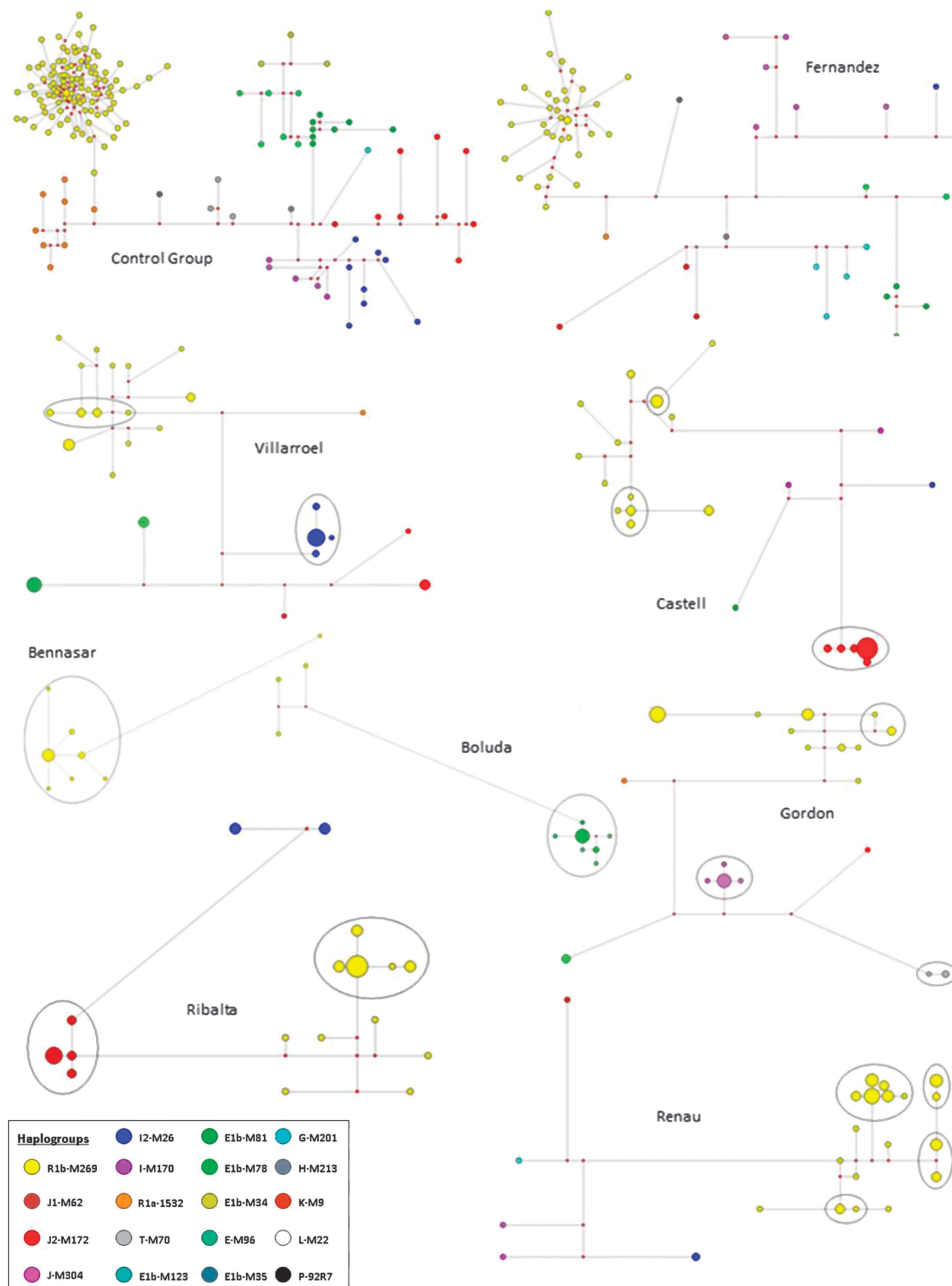 Fernandez
Control Group
Villarroel
Castell
Bennasar
Boluda
Gordon
Ribalta
Renau
Haplogroups
I2-M26
E1b-M81
G-M201
R1b-M269
I-M170
E1b-M78
H-M213
J1-M62
R1a-1532
E1b-M34
K-M9
J2-M172
T-M70
E-M96
L-M22
J-M304
E1b-M123
E1b-M35
P-92R7